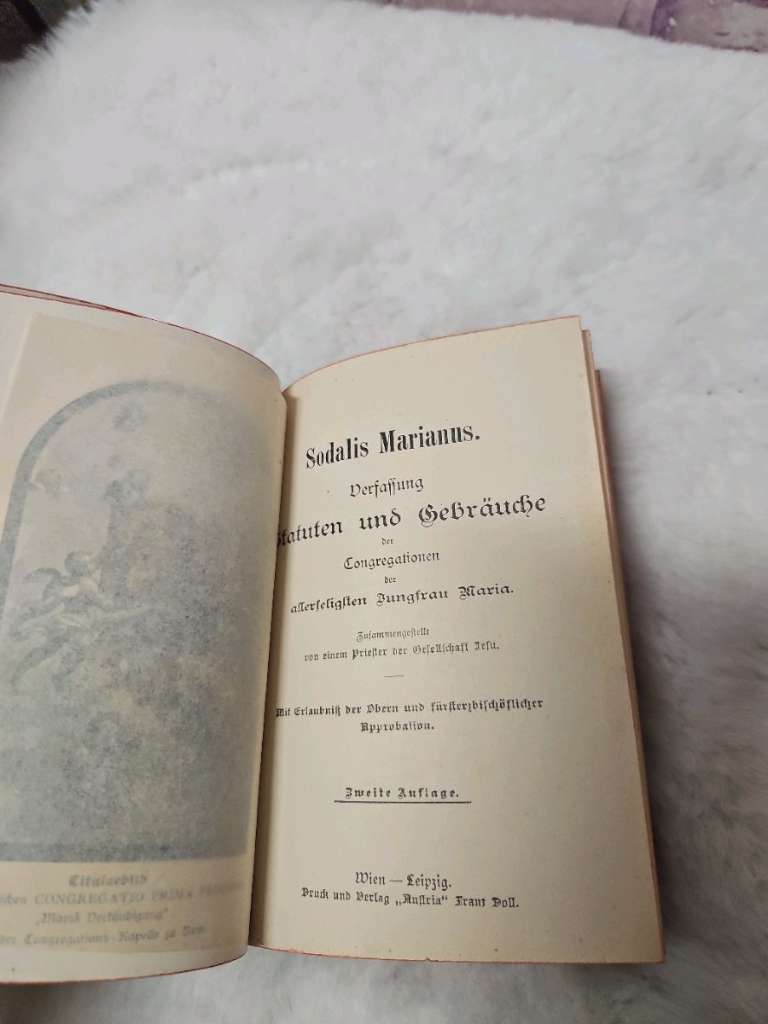 Titelbild
CONGREGATIO PRIMA
„Mariä Verkündigung“
der Congregations-Kapelle zu Rom.
Sodalis Marianus.
Verfassung
Statuten und Gebräuche
der
Congregationen
der
allerseligsten Jungfrau Maria.
Zusammengestellt
von einem Priester der Gesellschaft Jesu.
Mit Erlaubniß der Obern und fürsterzbischöflicher
Approbation.
Zweite Auflage.
Wien — Leipzig.
Druck und Verlag „Austria“ Franz Doll.